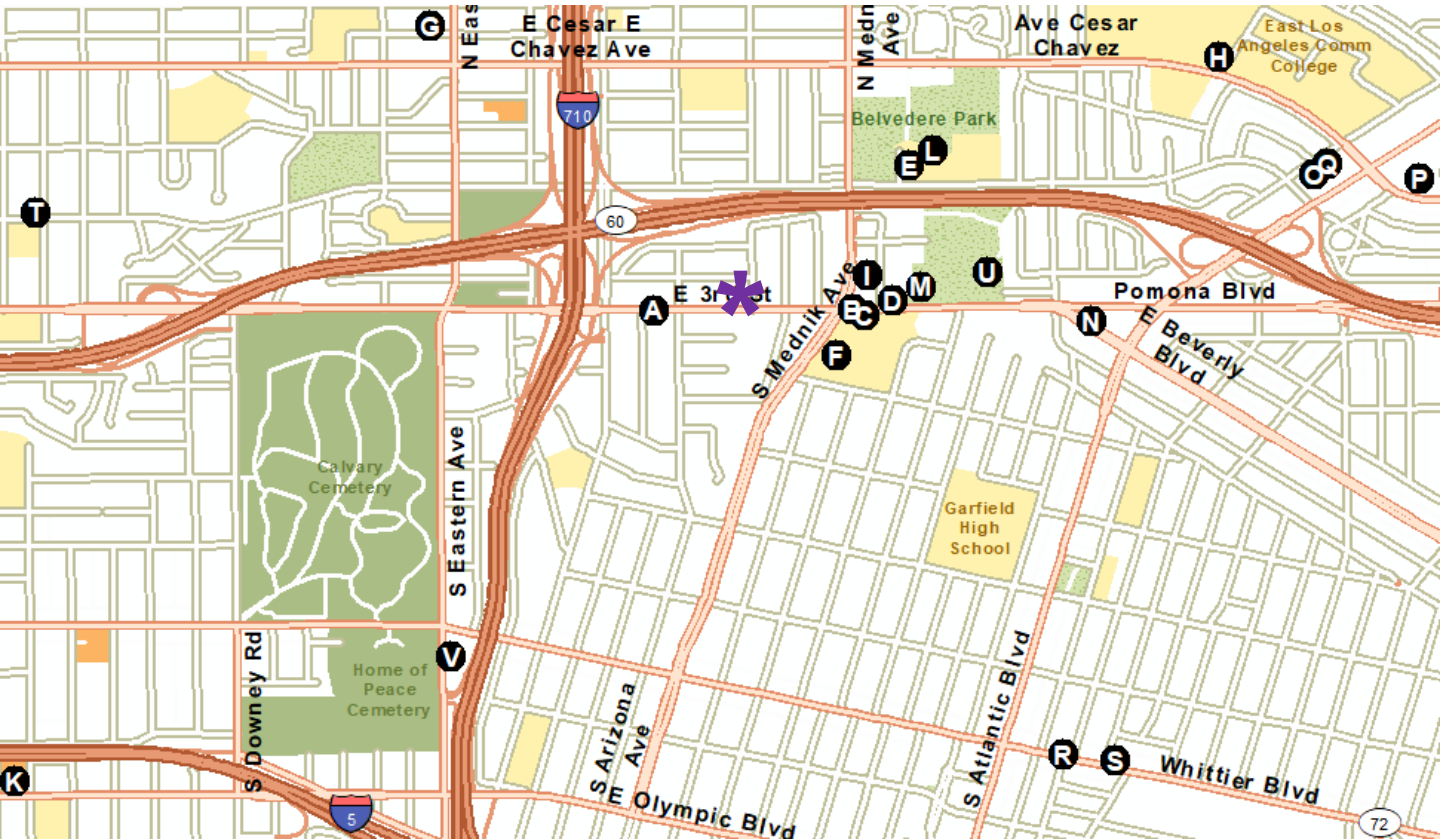 G
N Eas
E Cesar E
Chavez Ave
N Medn
Ave
Ave Cesar
Chavez
H
East Los
Angeles Comm
College
710
Belvedere Park
E
L
O
Q
P
T
60
A
E 3rd St
I
B
C
D
M
U
Pomona Blvd
N
E Beverly
Blvd
S Mednik Ave
F
Calvary
Cemetery
S Eastern Ave
Garfield
High
School
V
Home of
Peace
Cemetery
S Downey Rd
S Arizona
Ave
S Atlantic Blvd
R
S
Whittier Blvd
K
5
E Olympic Blvd
72